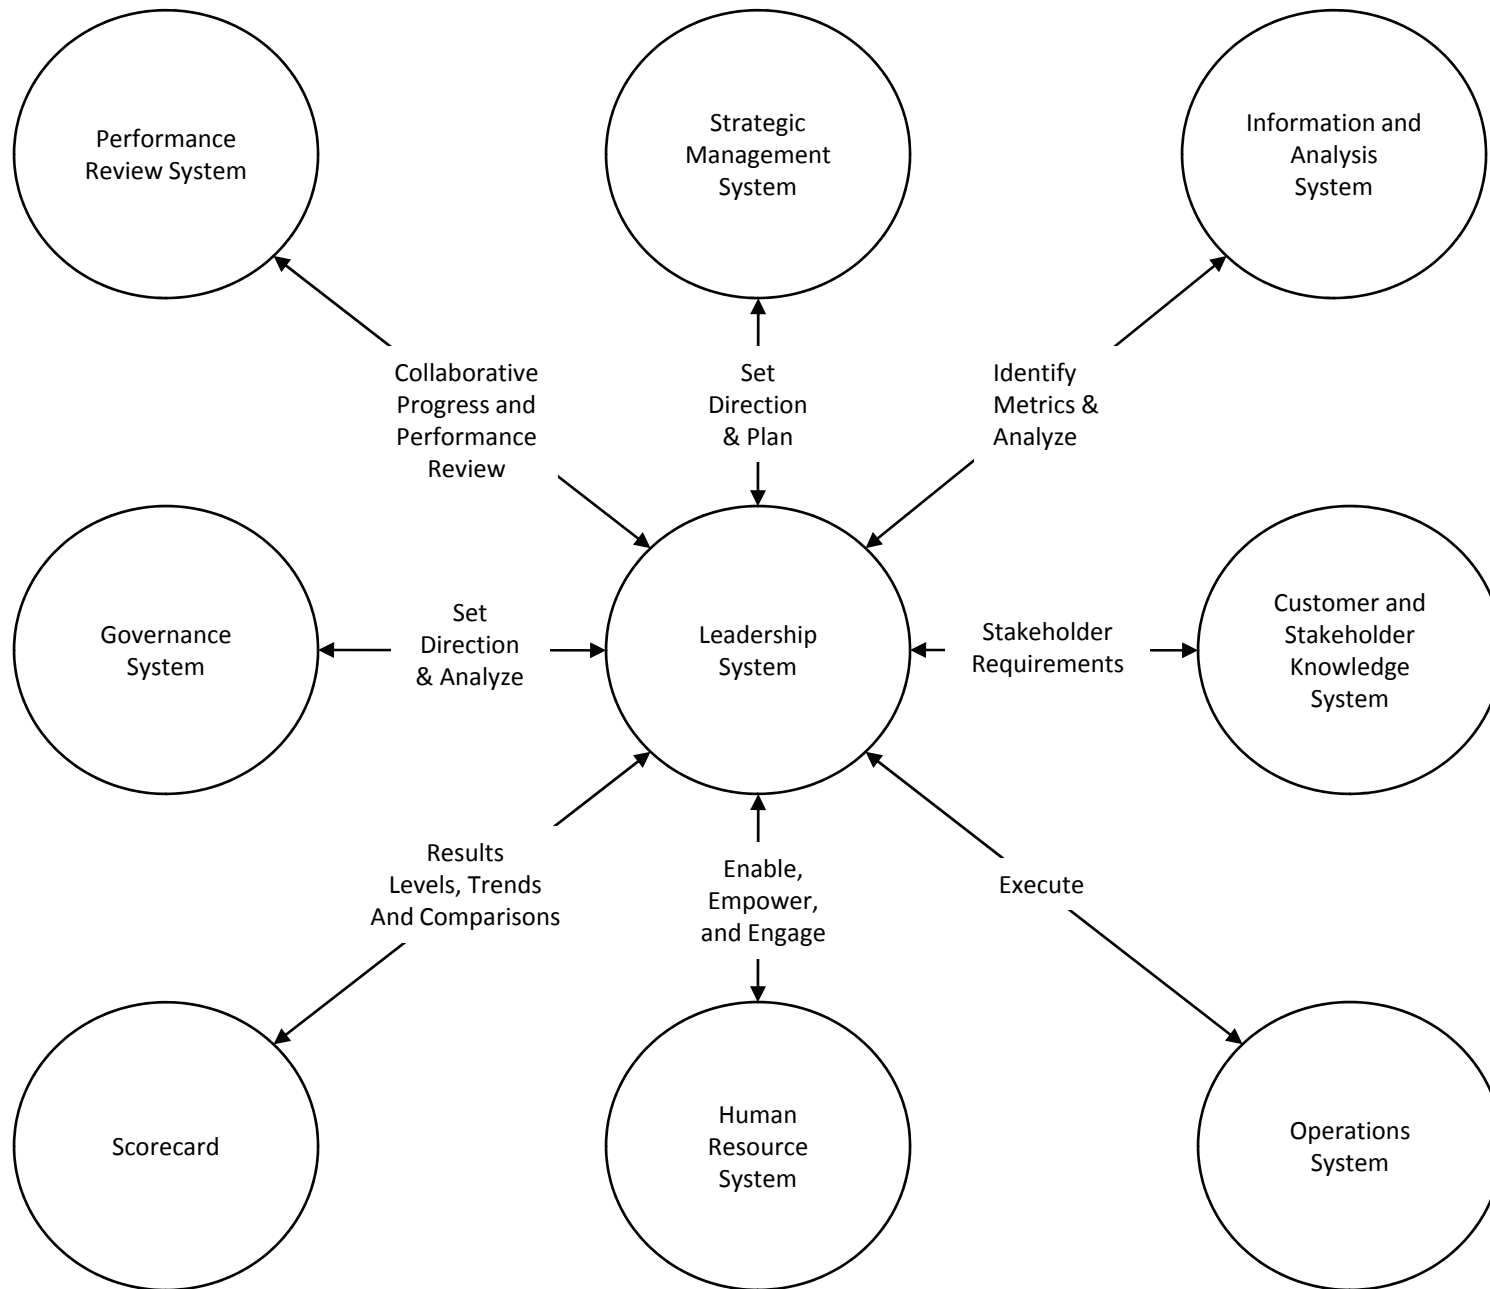 Performance
Review System
Strategic
Management
System
Information and
Analysis
System
Collaborative
Progress and
Performance
Review
Set
Direction
& Plan
Identify
Metrics &
Analyze
Governance
System
Set
Direction
& Analyze
Leadership
System
Stakeholder
Requirements
Customer and
Stakeholder
Knowledge
System
Results
Levels, Trends
And Comparisons
Enable,
Empower,
and Engage
Execute
Scorecard
Human
Resource
System
Operations
System